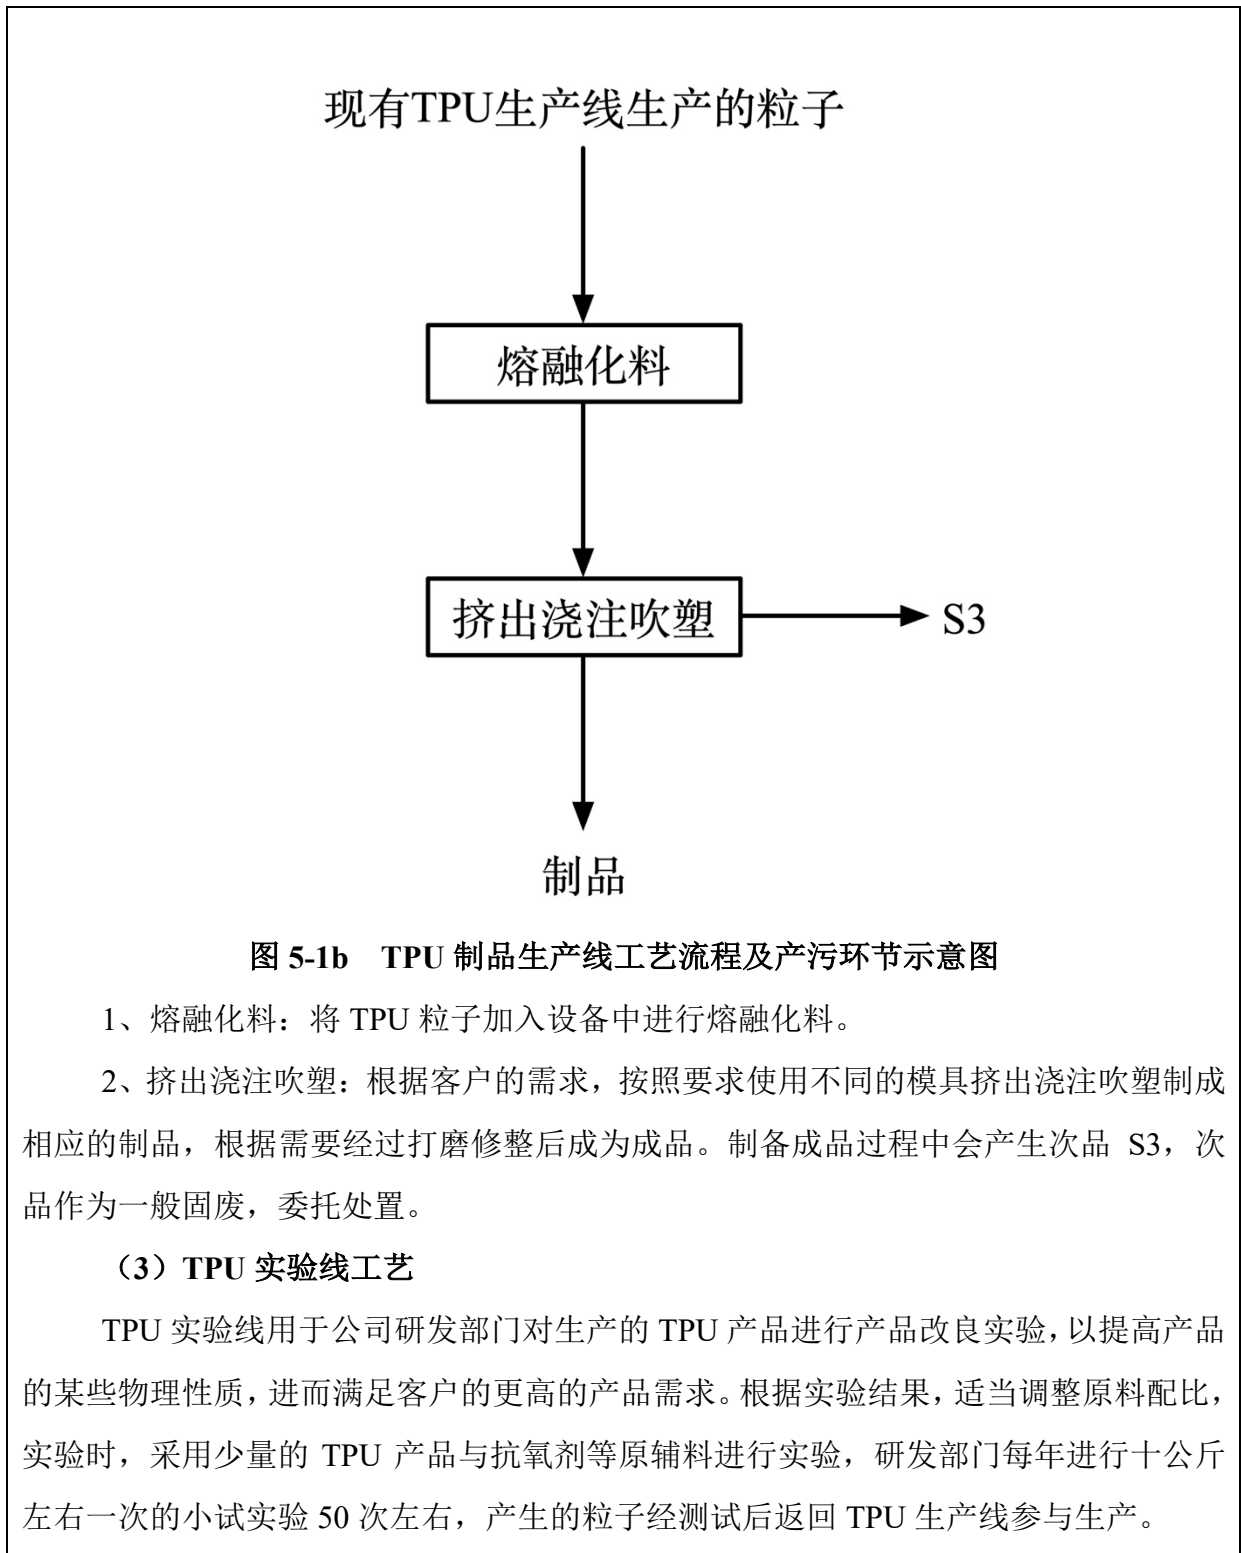 现有TPU生产线生产的粒子
熔融化料
挤出浇注吹塑
S3
制品
图 5-1b TPU 制品生产线工艺流程及产污环节示意图
1、熔融化料：将 TPU 粒子加入设备中进行熔融化料。
2、挤出浇注吹塑：根据客户的需求，按照要求使用不同的模具挤出浇注吹塑制成
相应的制品，根据需要经过打磨修整后成为成品。制备成品过程中会产生次品 S3，次
品作为一般固废，委托处置。
（3）TPU 实验线工艺
TPU 实验线用于公司研发部门对生产的 TPU 产品进行产品改良实验，以提高产品
的某些物理性质，进而满足客户的更高的产品需求。根据实验结果，适当调整原料配比，
实验时，采用少量的 TPU 产品与抗氧剂等原辅料进行实验，研发部门每年进行十公斤
左右一次的小试实验 50 次左右，产生的粒子经测试后返回 TPU 生产线参与生产。